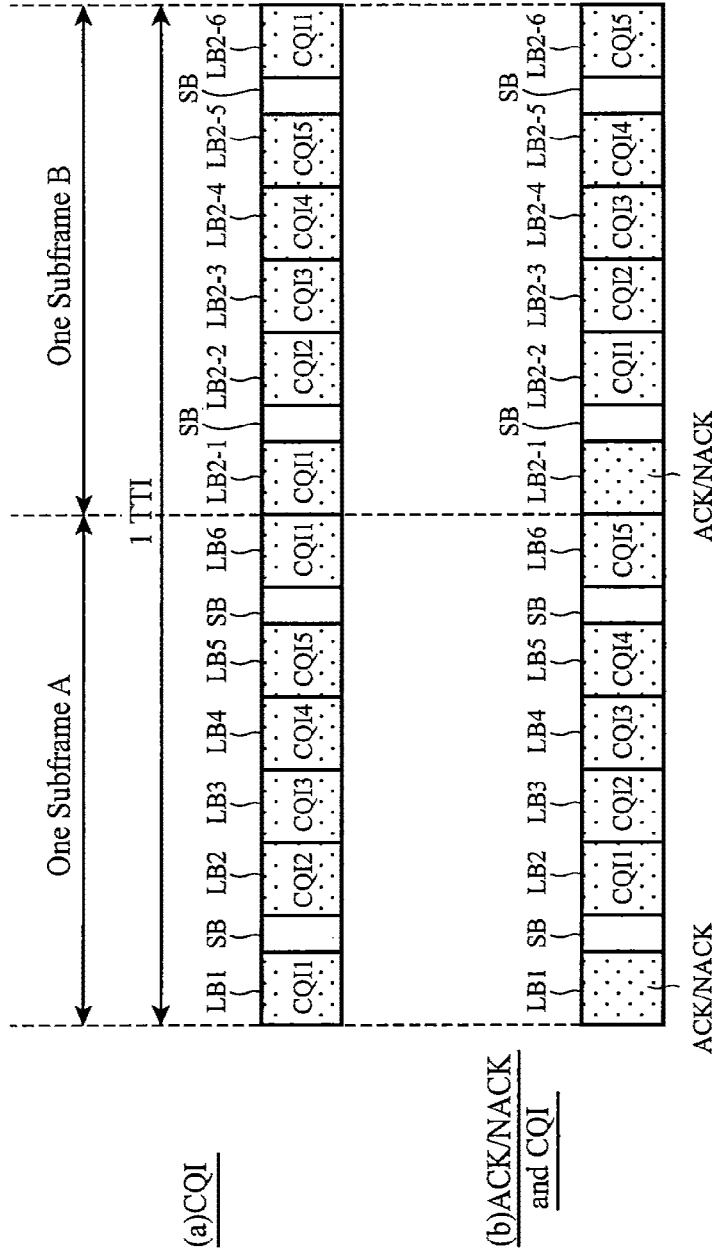 One Subframe A
One Subframe B
1 TTI
(a)CQI
LB1 SB LB2 LB3 LB4 LB5 SB LB6 LB2-1 SB LB2-2 LB2-3 LB2-4 LB2-5 SB LB2-6
CQI1 CQI2 CQI3 CQI4 CQI5 CQI1 CQI1 CQI2 CQI3 CQI4 CQI5 CQI1
(b)ACK/NACK
and CQI
LB1 SB LB2 LB3 LB4 LB5 SB LB6 LB2-1 SB LB2-2 LB2-3 LB2-4 LB2-5 SB LB2-6
CQI1 CQI2 CQI3 CQI4 CQI5 CQI1 CQI2 CQI3 CQI4 CQI5
ACK/NACK
ACK/NACK